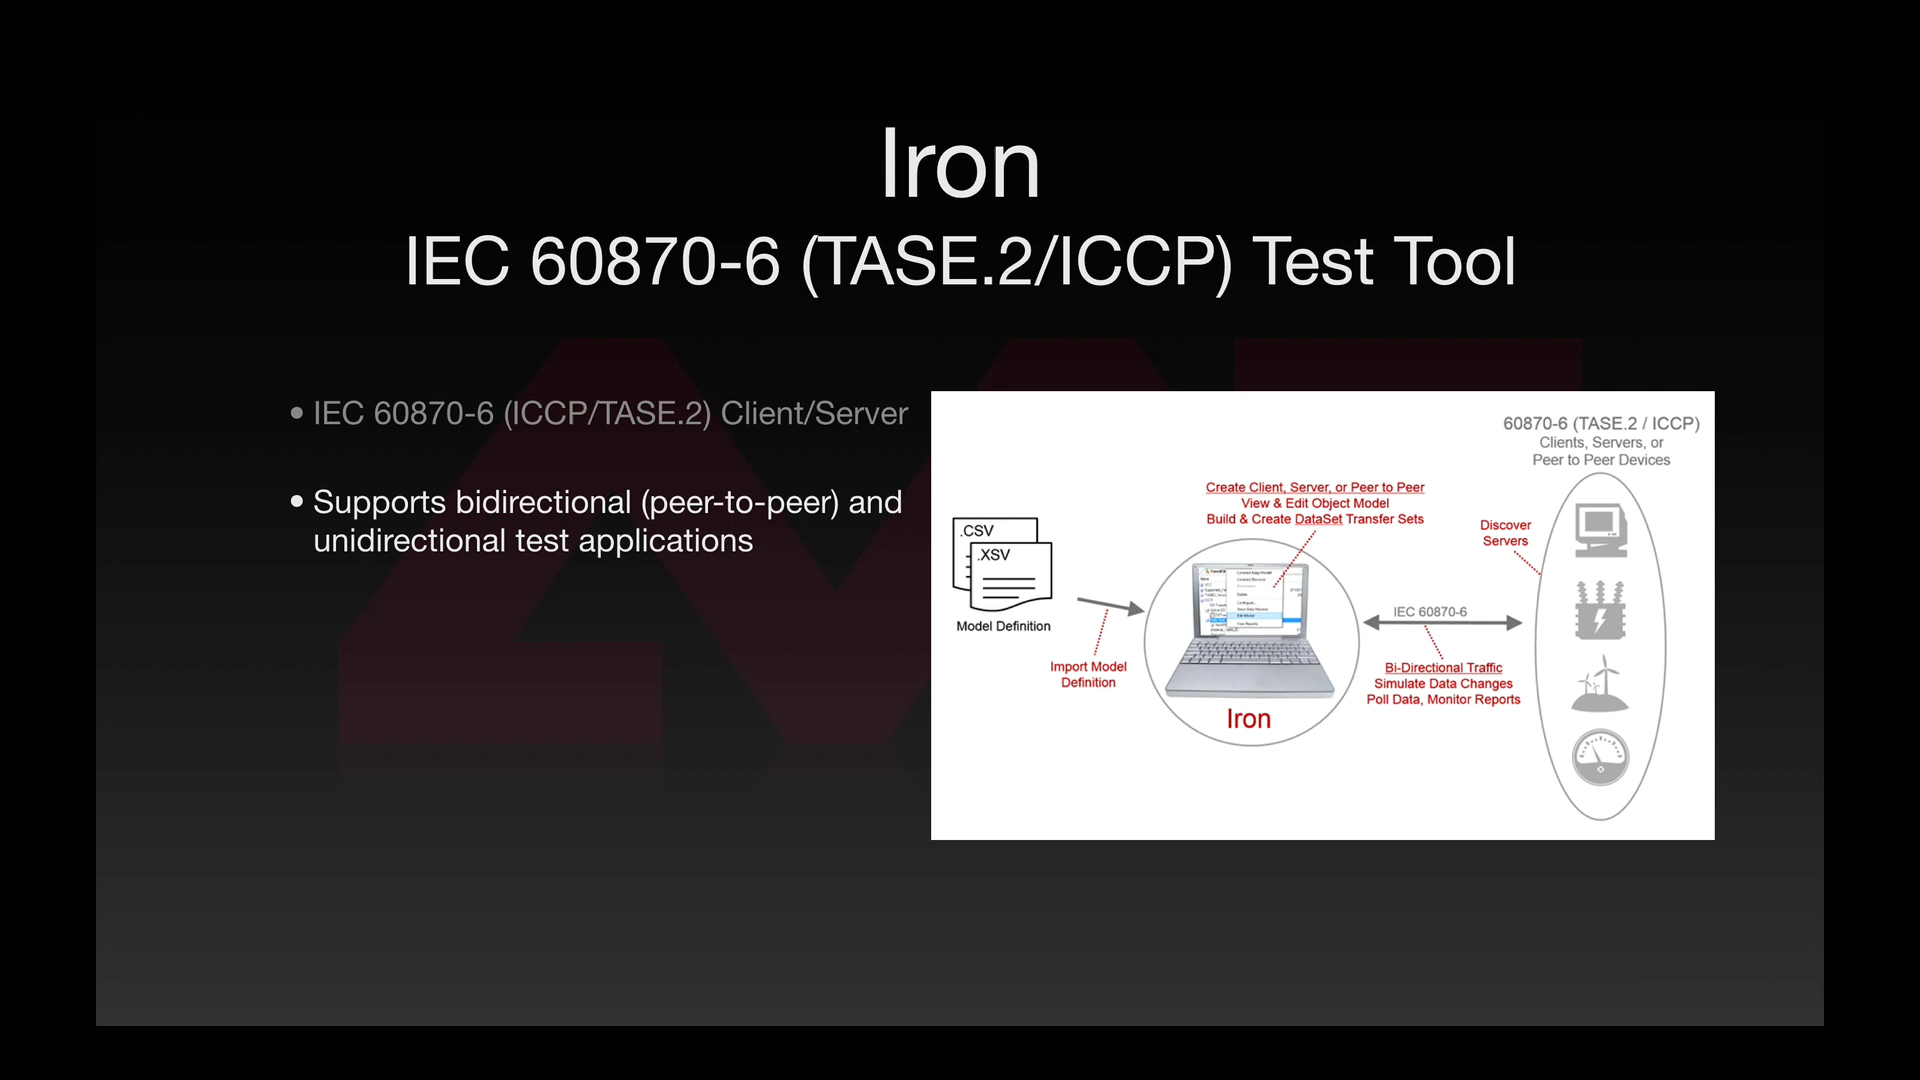 Iron
IEC 60870-6 (TASE.2/ICCP) Test Tool
• IEC 60870-6 (ICCP/TASE.2) Client/Server
• Supports bidirectional (peer-to-peer) and
unidirectional test applications
.CSV
.XSV
Model Definition
Import Model
Definition
Create Client, Server, or Peer to Peer
View & Edit Object Model
Build & Create DataSet Transfer Sets
Iron
IEC 60870-6
Bi-Directional Traffic
Simulate Data Changes
Poll Data, Monitor Reports
Discover
Servers
60870-6 (TASE.2 / ICCP)
Clients, Servers, or
Peer to Peer Devices